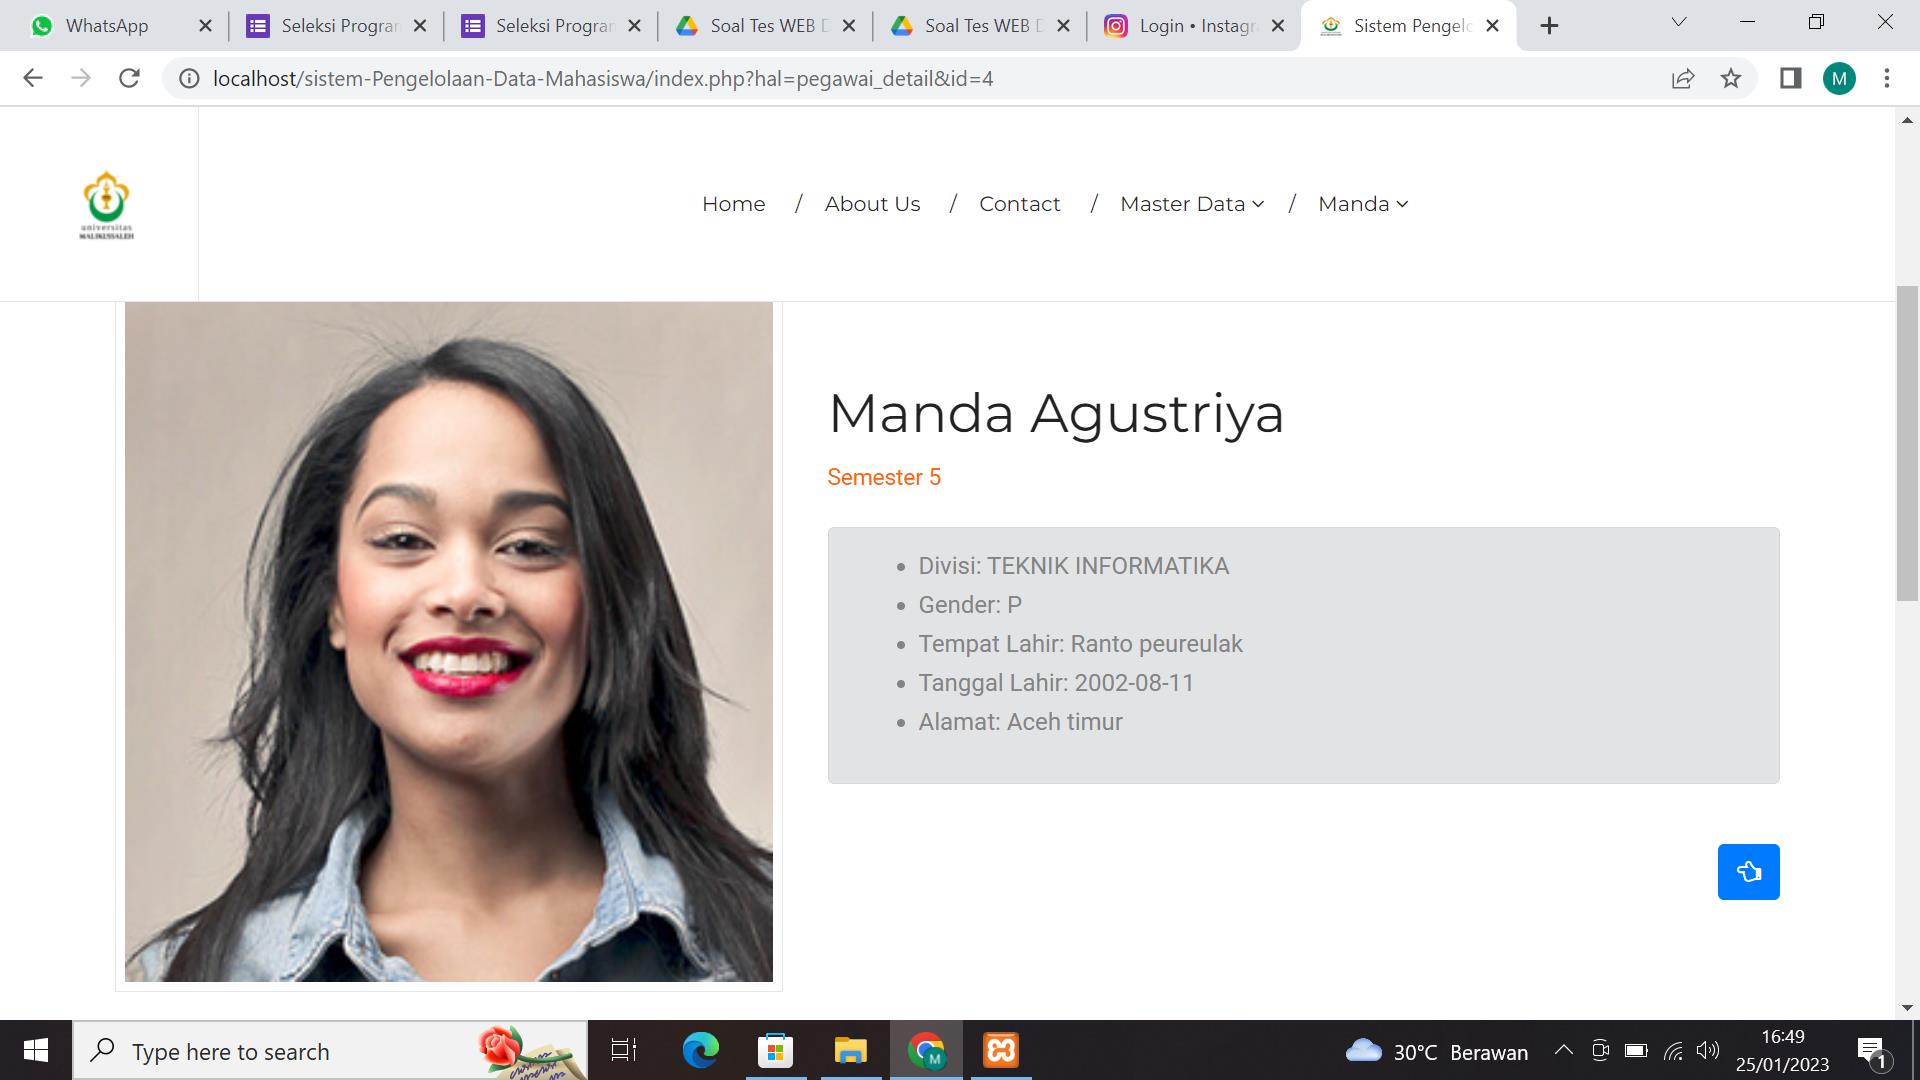 WhatsApp
Seleksi Progran
Seleksi Progran
Soal Tes WEB D
Soal Tes WEB D
Login • Instagra
Sistem Pengelo
localhost/sistem-Pengelolaan-Data-Mahasiswa/index.php?hal=pegawai_detail&id=4
M
universitas
MALIKUSSALEH
Home / About Us / Contact / Master Data / Manda
Manda Agustriya
Semester 5
Divisi: TEKNIK INFORMATIKA
Gender: P
Tempat Lahir: Ranto peureulak
Tanggal Lahir: 2002-08-11
Alamat: Aceh timur
Type here to search
M
30°C Berawan
16:49
25/01/2023
1